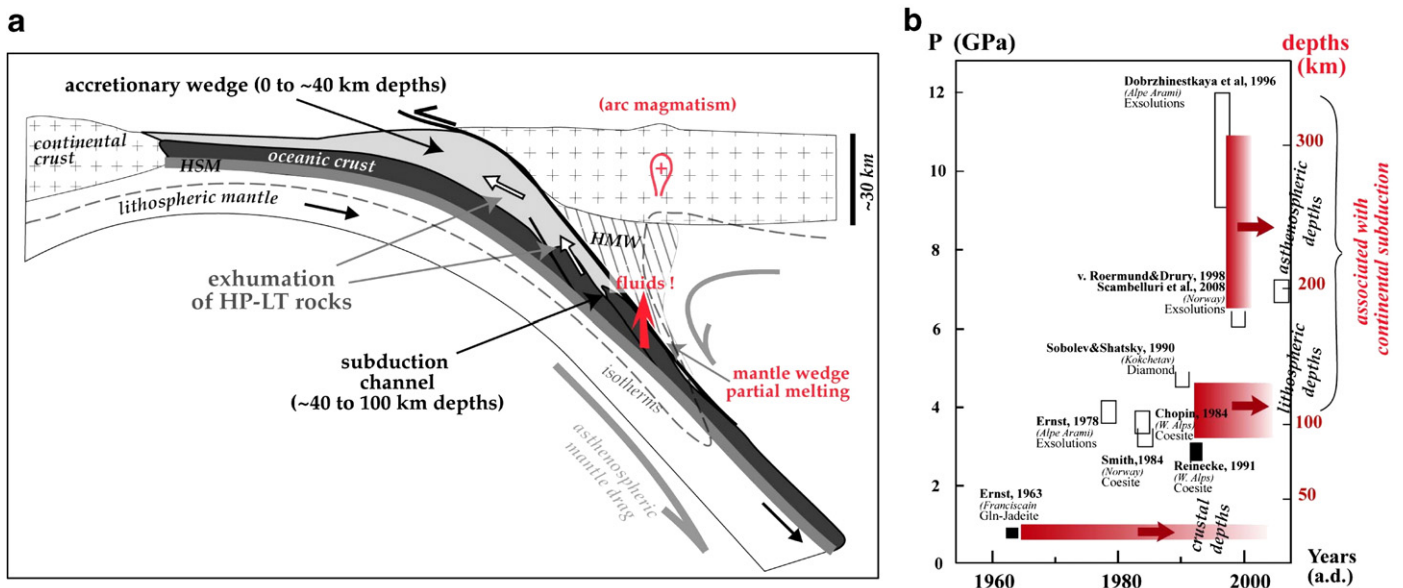 a
accretionary wedge (0 to ~40 km depths)
(arc magmatism)
continental
crust
oceanic crust
HSM
lithospheric mantle
~30 km
HMW
exhumation
of HP-LT rocks
fluids !
subduction
channel
(~40 to 100 km depths)
isotherms
mantle wedge
partial melting
asthenospheric
mantle drag
b
P (GPa)
depths
(km)
12
10
8
6
4
2
0
1960
1980
2000
Years
(a.d.)
300
200
100
50
Dobrzhinestkaya et al, 1996
(Alpe Arami)
Exsolutions
v. Roermund&Drury, 1998
Scambelluri et al., 2008
(Norway)
Exsolutions
Sobolev&Shatsky, 1990
(Kokchetav)
Diamond
Ernst, 1978
(Alpe Arami)
Exsolutions
Chopin, 1984
(W. Alps)
Coesite
Smith,1984
(Norway)
Coesite
Reinecke, 1991
(W. Alps)
Coesite
Ernst, 1963
(Franciscain
Gln-Jadeite
asthenospheric
depths
lithospheric
depths
crustal
depths
associated with
continental subduction